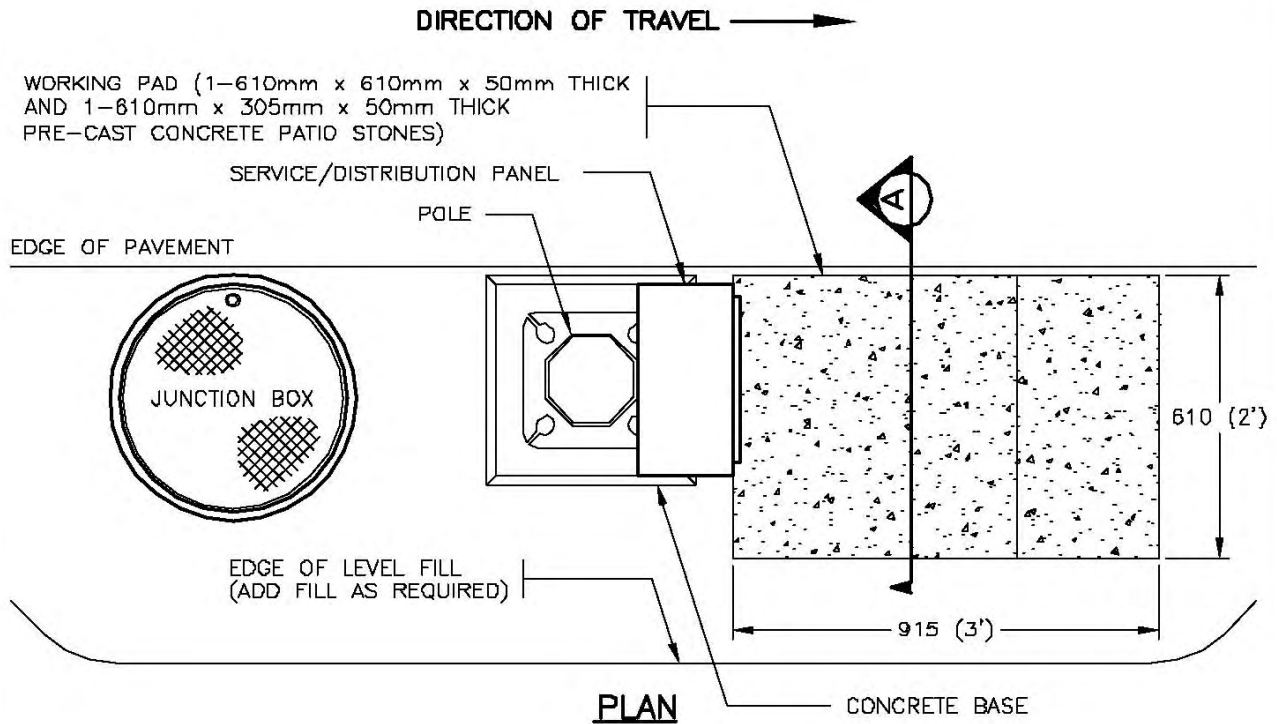 DIRECTION OF TRAVEL
WORKING PAD (1-610mm x 610mm x 50mm THICK
AND 1-610mm x 305mm x 50mm THICK
PRE-CAST CONCRETE PATIO STONES)
SERVICE/DISTRIBUTION PANEL
POLE
A
EDGE OF PAVEMENT
JUNCTION BOX
610 (2')
EDGE OF LEVEL FILL
(ADD FILL AS REQUIRED)
915 (3')
CONCRETE BASE
PLAN